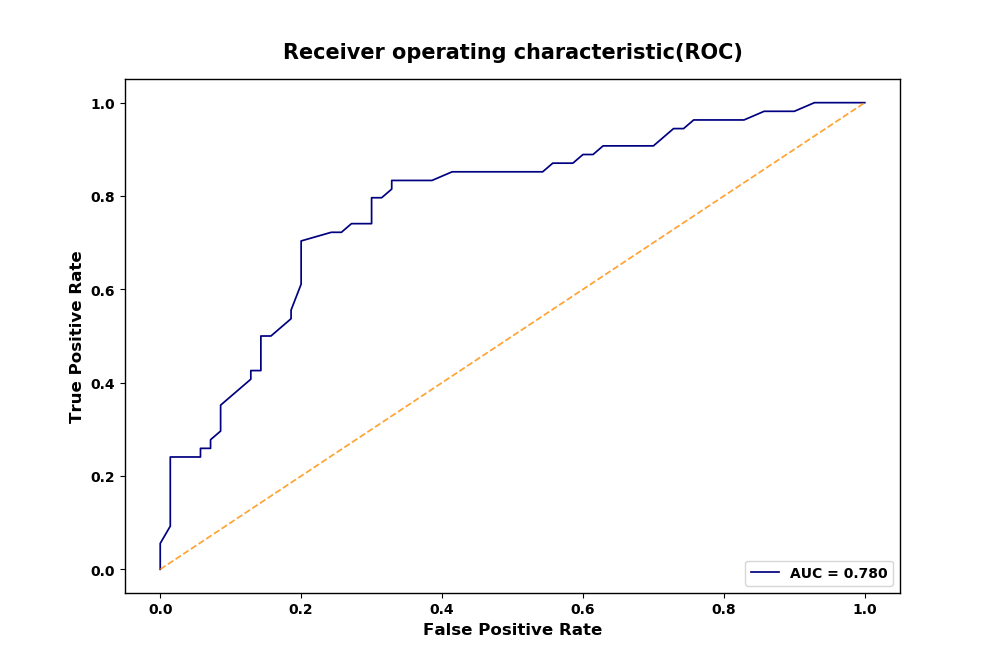 Receiver operating characteristic(ROC)
True Positive Rate
1.0
0.8
0.6
0.4
0.2
0.0
AUC = 0.780
0.0 0.2 0.4 0.6 0.8 1.0
False Positive Rate